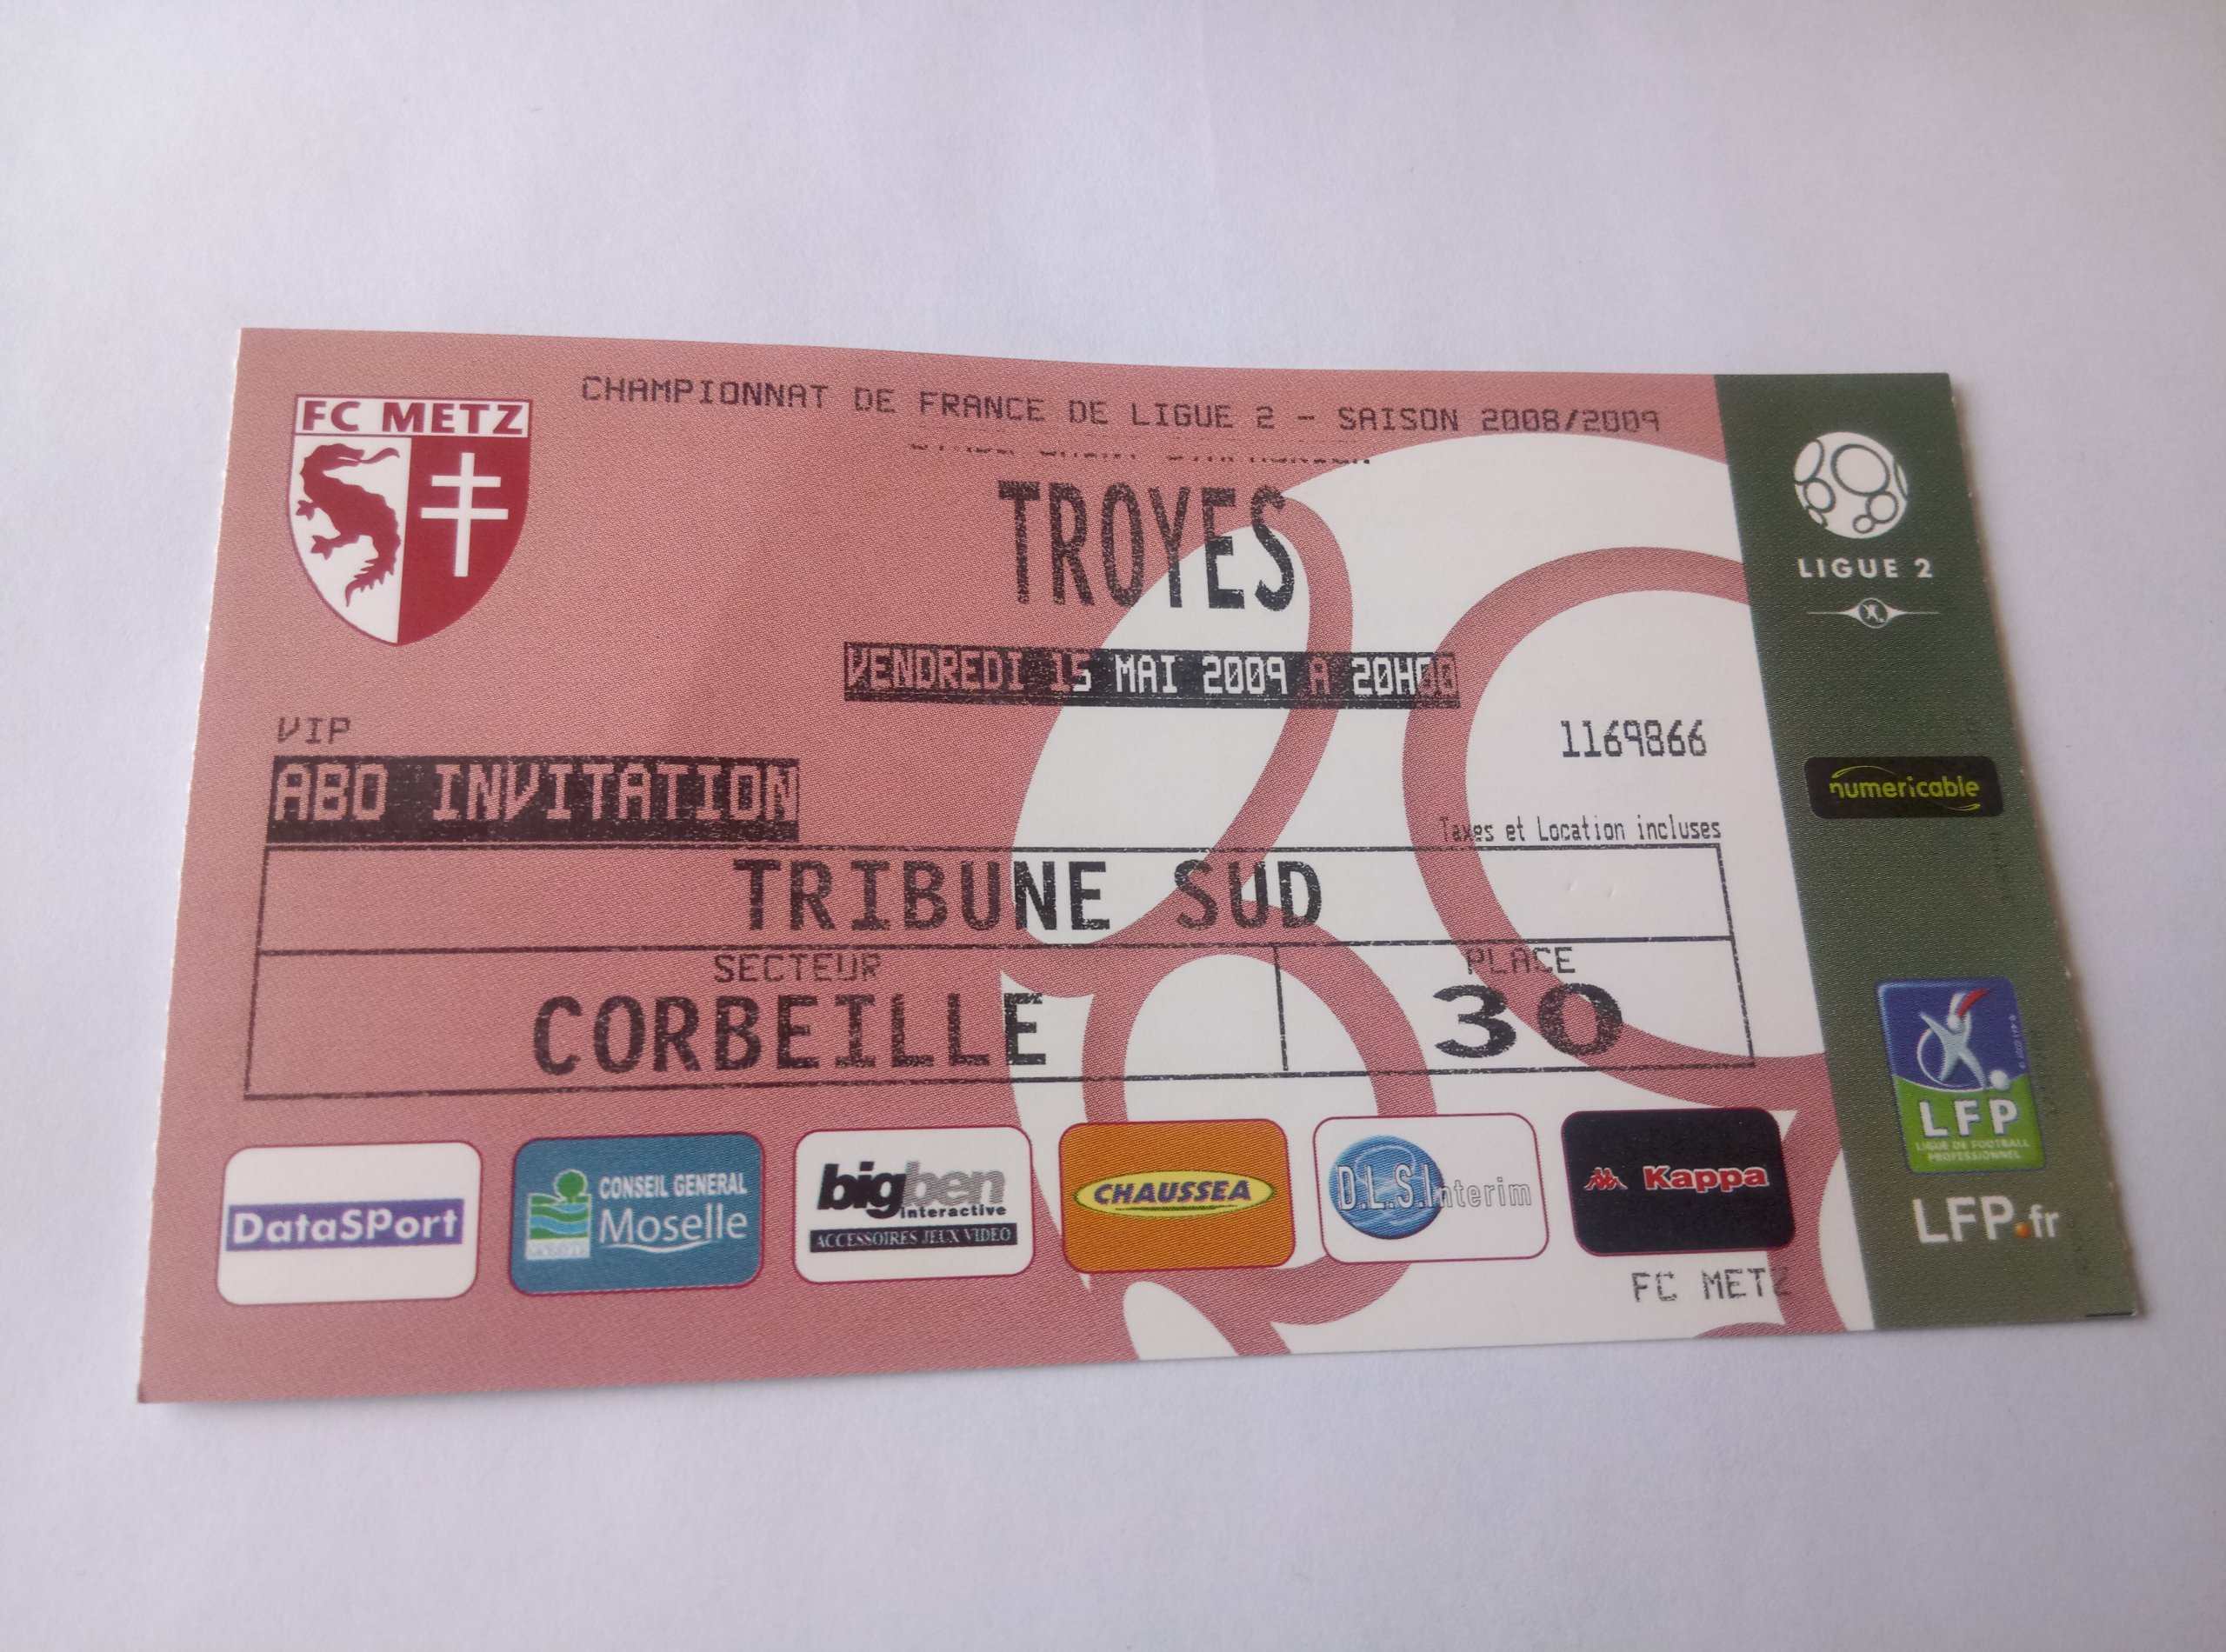 FC METZ
CHAMPIONNAT DE FRANCE DE LIGUE 2 - SAISON 2008/2009
TROYES
VENDREDI 15 MAI 2009 A 20H00
VIP
ABO INVITATION
1169866
Taxes et Location incluses
TRIBUNE SUD
SECTEUR
CORBEILLE
PLACE
30
DataSPort
CONSEIL GENERAL
Moselle
bigben
interactive
ACCESSOIRES JEUX VIDEO
CHAUSSEA
D.L.S.Interim
Kappa
FC METZ
LIGUE 2
numericable
LFP
LIGUE DE FOOTBALL
PROFESSIONNEL
LFP.fr